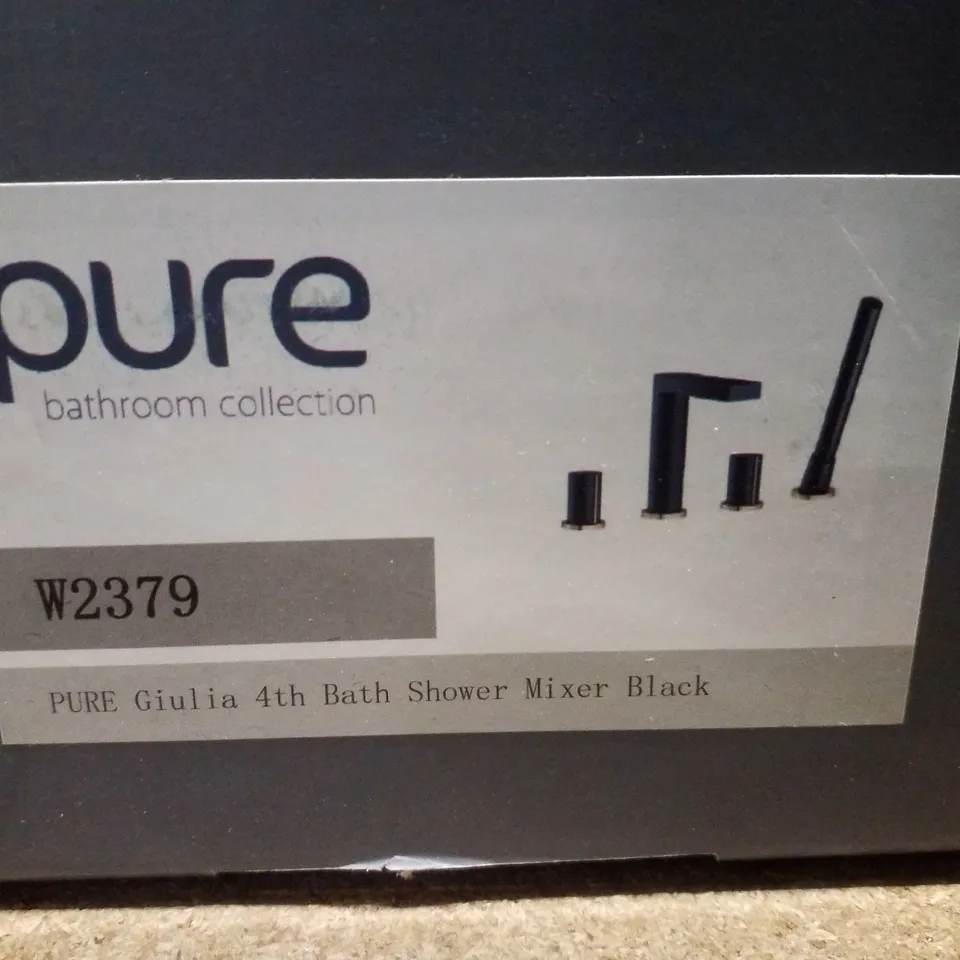 pure
bathroom collection
W2379
PURE Giulia 4th Bath Shower Mixer Black